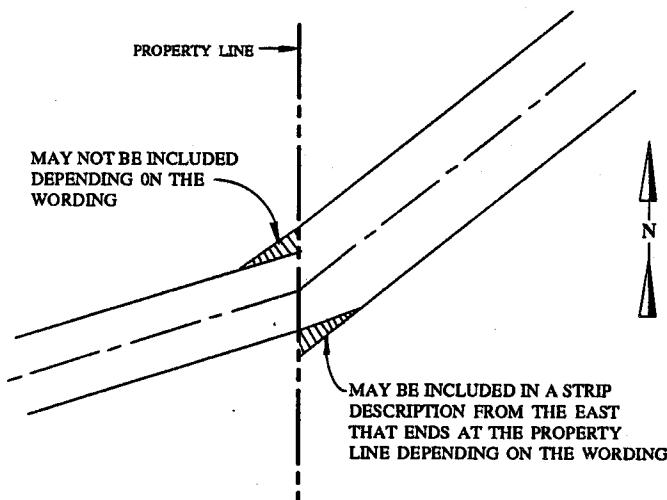 PROPERTY LINE
MAY NOT BE INCLUDED
DEPENDING 0N THE
WORDING
N
MAY BE INCLUDED IN A STRIP
DESCRIPTION FROM THE EAST
THAT ENDS AT THE PROPERTY
LINE DEPENDING ON THE WORDING